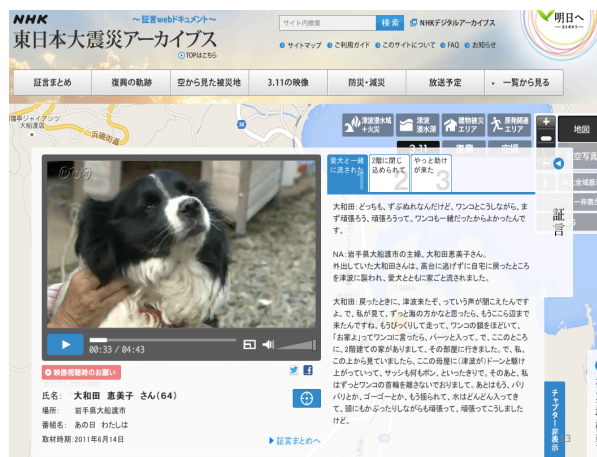 NHK
～証言webドキュメント～
東日本大震災アーカイブス
TOPはこちら
サイト内検索
検索
NHKデジタルアーカイブス
サイトマップ
ご利用ガイド
このサイトについて
FAQ
お知らせ
明日へ
証言まとめ
復興の軌跡
空から見た被災地
3.11の映像
防災・減災
放送予定
一覧から見る
大船渡店
浜磯街道
津波浸水域
+火災
津波
浸水深
建物被災
エリア
原発関連
エリア
地図
空写真
3.11
愛犬と一緒
に流された
1
2階に閉じ
込められて
2
やっと助け
が来た
3
証言
NHK
大和田：どっちも、ずぶぬれなんだけど、ワンコとこうしながら、ま
ず頑張ろう、頑張ろうって、ワンコも一緒だったからよかったんで
す。
NA：岩手県大船渡市の主婦、大和田恵美子さん。
外出していた大和田さんは、高台に逃げずに自宅に戻ったところ
を津波に襲われ、愛犬とともに家ごと流されました。
大和田：戻ったときに、津波来たぞ、っていう声が聞こえたんです
よ。で、私が見て、ずっと海の方かなと思ったら、もうここら辺まで
来たんですね。もうびっくりして走って、ワンコの鎖をほどいて、
「お家よ」ってワンコに言ったら、パーッと入って。で、ここのところ
に、2階建ての家がありまして、その部屋に行きました。で、私、
この上から見ていましたら、ここの母屋に（津波が）ドーンと駆け
上がっていって、サッシも何もポン、といったきりで。そのあと、私
はずっとワンコの首輪を離さないでおりまして。あとはもう、バリ
バリとか、ゴーゴーとか、もう揺られて、水はどんどん入ってき
て、頭にもかぶったりしながらも頑張って、頑張ってこうしました
けど。
00:33 / 04:43
映像視聴時のお願い
氏名： 大和田 恵美子 さん（64）
場所： 岩手県大船渡市
番組名： あの日 わたしは
取材時期：2011年6月14日
証言まとめへ
チャプター非表示